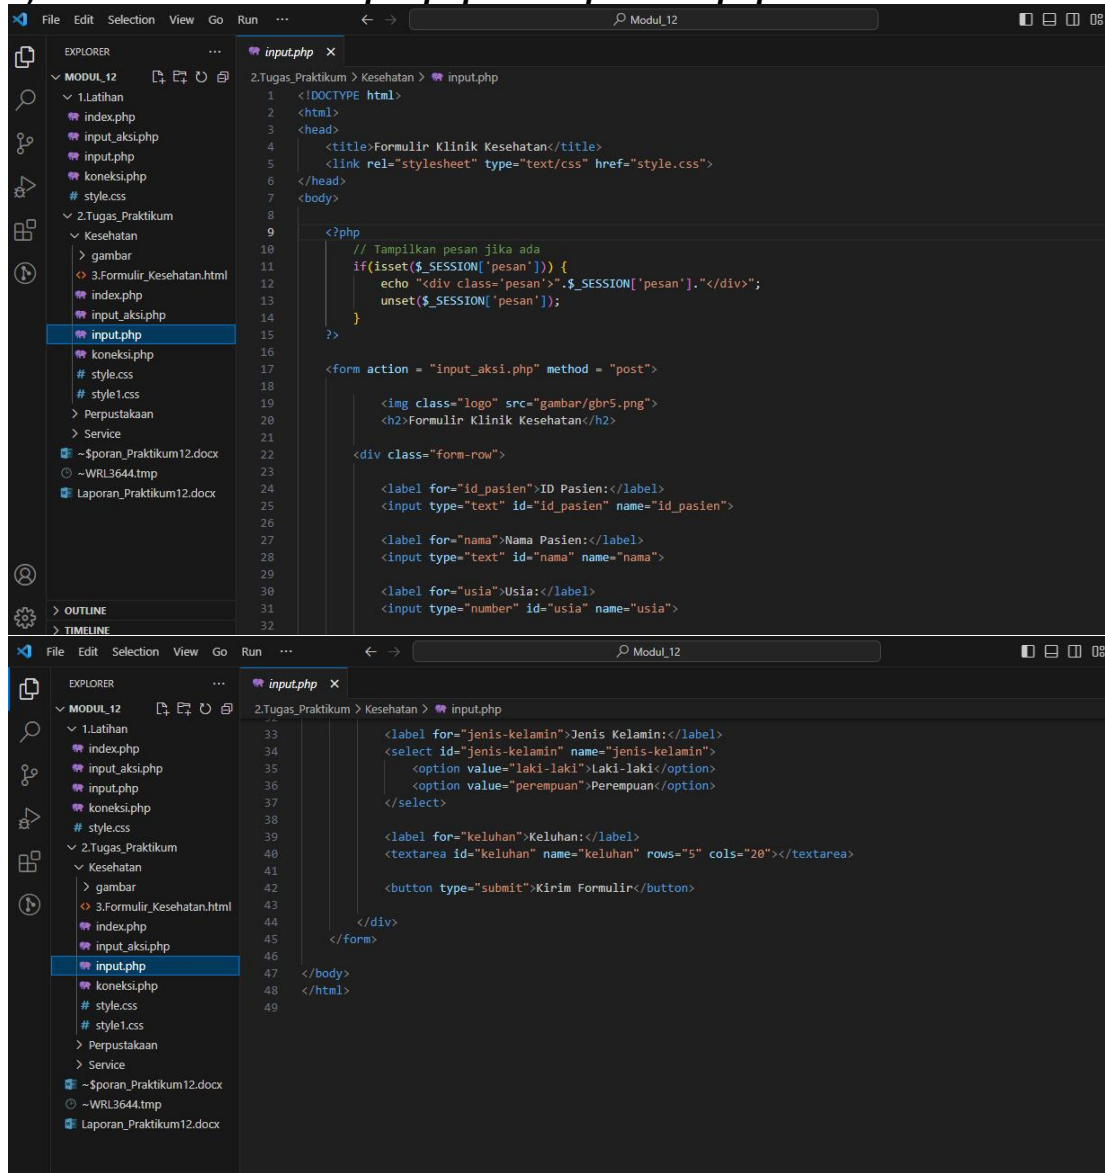 File Edit Selection View Go Run ··· ← → Modul_12
EXPLORER ···
MODUL_12
1.Latihan
index.php
input_aksi.php
input.php
koneksi.php
# style.css
2.Tugas_Praktikum
Kesehatan
gambar
<> 3.Formulir_Kesehatan.html
index.php
input_aksi.php
input.php
koneksi.php
# style.css
# style1.css
Perpustakaan
Service
~$poran_Praktikum12.docx
~WRL3644.tmp
Laporan_Praktikum12.docx
OUTLINE
TIMELINE
input.php ×
2.Tugas_Praktikum > Kesehatan > input.php
1 <!DOCTYPE html>
2 <html>
3 <head>
4 <title>Formulir Klinik Kesehatan</title>
5 <link rel="stylesheet" type="text/css" href="style.css">
6 </head>
7 <body>
8
9 <?php
10 // Tampilkan pesan jika ada
11 if(isset($_SESSION['pesan'])) {
12 echo "<div class='pesan'>".$_SESSION['pesan']."</div>";
13 unset($_SESSION['pesan']);
14 }
15 ?>
16
17 <form action = "input_aksi.php" method = "post">
18
19 <img class="logo" src="gambar/gbr5.png">
20 <h2>Formulir Klinik Kesehatan</h2>
21
22 <div class="form-row">
23
24 <label for="id_pasien">ID Pasien:</label>
25 <input type="text" id="id_pasien" name="id_pasien">
26
27 <label for="nama">Nama Pasien:</label>
28 <input type="text" id="nama" name="nama">
29
30 <label for="usia">Usia:</label>
31 <input type="number" id="usia" name="usia">
32
File Edit Selection View Go Run ··· ← → Modul_12
EXPLORER ···
MODUL_12
1.Latihan
index.php
input_aksi.php
input.php
koneksi.php
# style.css
2.Tugas_Praktikum
Kesehatan
gambar
<> 3.Formulir_Kesehatan.html
index.php
input_aksi.php
input.php
koneksi.php
# style.css
# style1.css
Perpustakaan
Service
~$poran_Praktikum12.docx
~WRL3644.tmp
Laporan_Praktikum12.docx
input.php ×
2.Tugas_Praktikum > Kesehatan > input.php
33 <label for="jenis-kelamin">Jenis Kelamin:</label>
34 <select id="jenis-kelamin" name="jenis-kelamin">
35 <option value="laki-laki">Laki-laki</option>
36 <option value="perempuan">Perempuan</option>
37 </select>
38
39 <label for="keluhan">Keluhan:</label>
40 <textarea id="keluhan" name="keluhan" rows="5" cols="20"></textarea>
41
42 <button type="submit">Kirim Formulir</button>
43
44 </div>
45 </form>
46
47 </body>
48 </html>
49